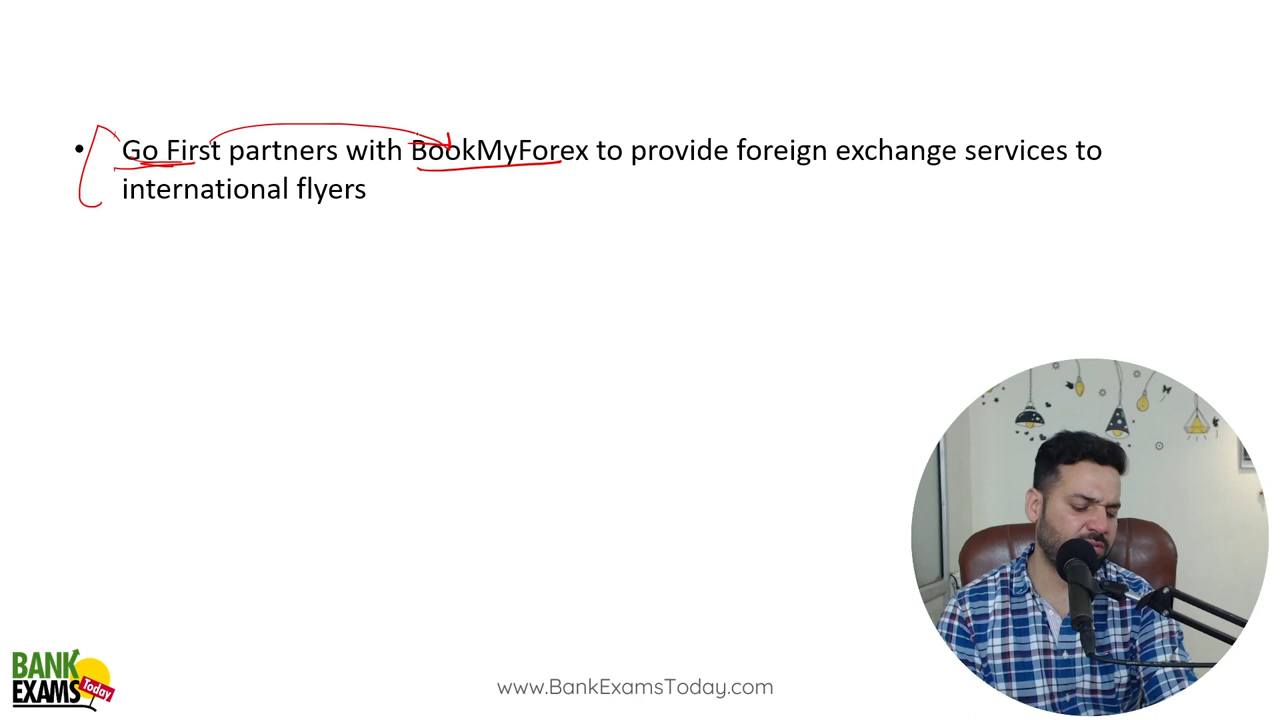 • Go First partners with BookMyForex to provide foreign exchange services to
international flyers
BANK
EXAMS
Today
www.BankExamsToday.com